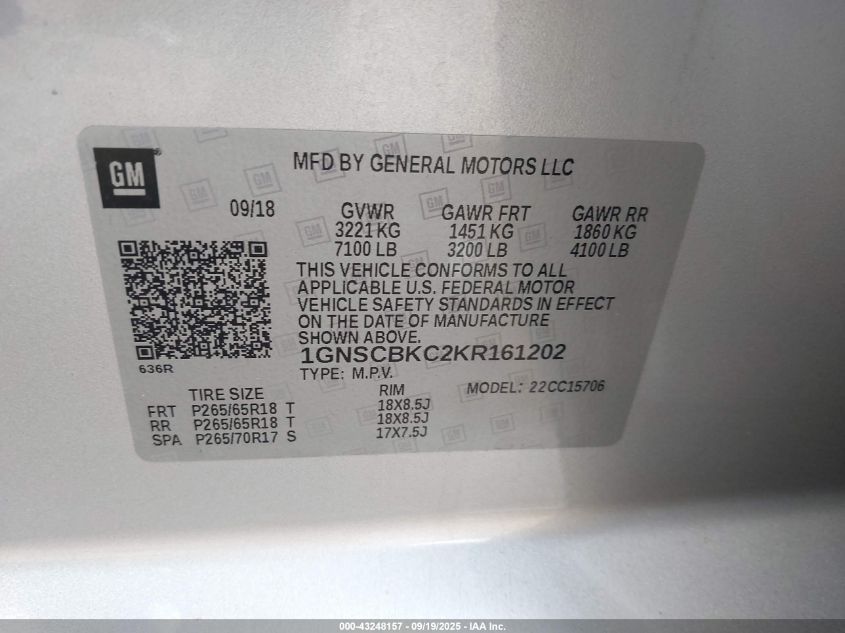 GM
MFD BY GENERAL MOTORS LLC
09/18 GVWR GAWR FRT GAWR RR
3221 KG 1451 KG 1860 KG
7100 LB 3200 LB 4100 LB
THIS VEHICLE CONFORMS TO ALL
APPLICABLE U.S. FEDERAL MOTOR
VEHICLE SAFETY STANDARDS IN EFFECT
ON THE DATE OF MANUFACTURE
SHOWN ABOVE.
1GNSCBKC2KR161202
636R
TYPE: M.P.V. MODEL: 22CC15706
TIRE SIZE RIM
FRT P265/65R18 T 18X8.5J
RR P265/65R18 T 18X8.5J
SPA P265/70R17 S 17X7.5J
000-43248157 - 09/19/2025 - IAA Inc.